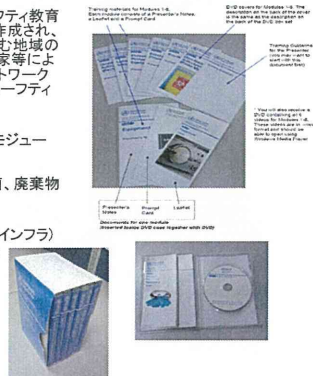 フティ教育
作成され、
む地域の
家等によ
トワーク
ーフティ
モジュー
、廃棄物
インフラ)
Training materials for Modules 1-6.
Each module consists of a Presenter's Notes,
a Leaflet and a Prompt Card.
DVD covers for Modules 1-6. The
description on the back of the cover
is the same as the description on
the back of the DVD box set
Training Guideline
for the Presenter
(you may want to
start with this
document first)
* You will also receive a
DVD containing all 6
videos for Modules 1-6.
These videos are in
format and should be
able to open using
Windows Media Player
Equipment
Presenter's
Notes
Prompt
Card
Leaflet
Documents for one module
(Inserted inside DVD case together with DVD)